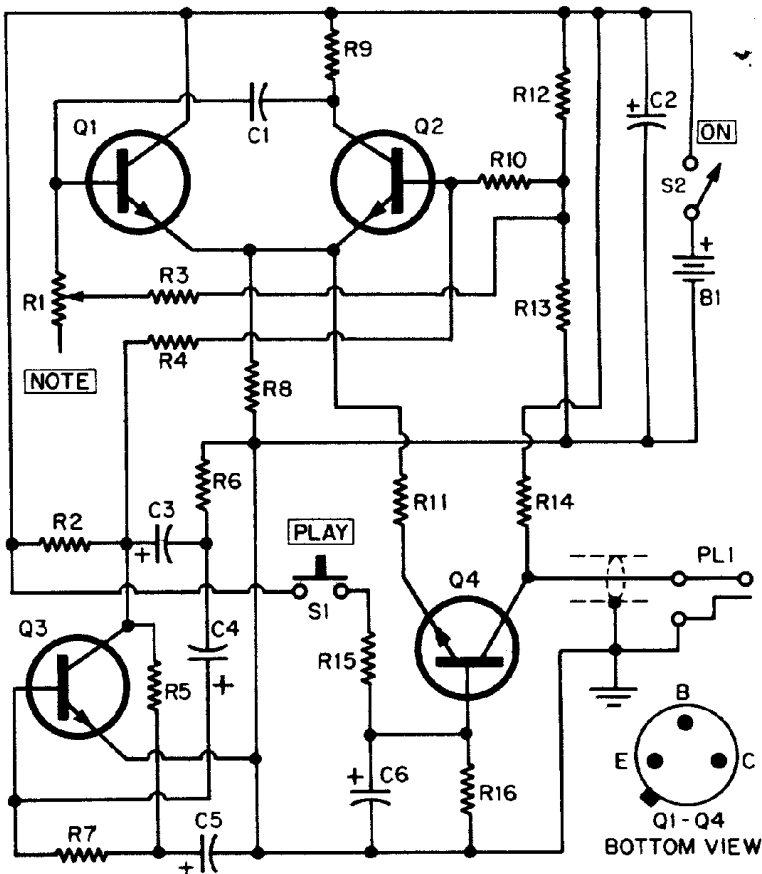 R9
R12
+ C2
ON
C1
Q1
Q2
R10
S2
+
B1
R1
R3
R13
R4
NOTE
R8
R6
R11
R14
R2
C3
+
PLAY
PL1
S1
Q4
Q3
C4
+
R15
R5
B
E
C
+ C6
R16
R7
C5
+
Q1-Q4
BOTTOM VIEW